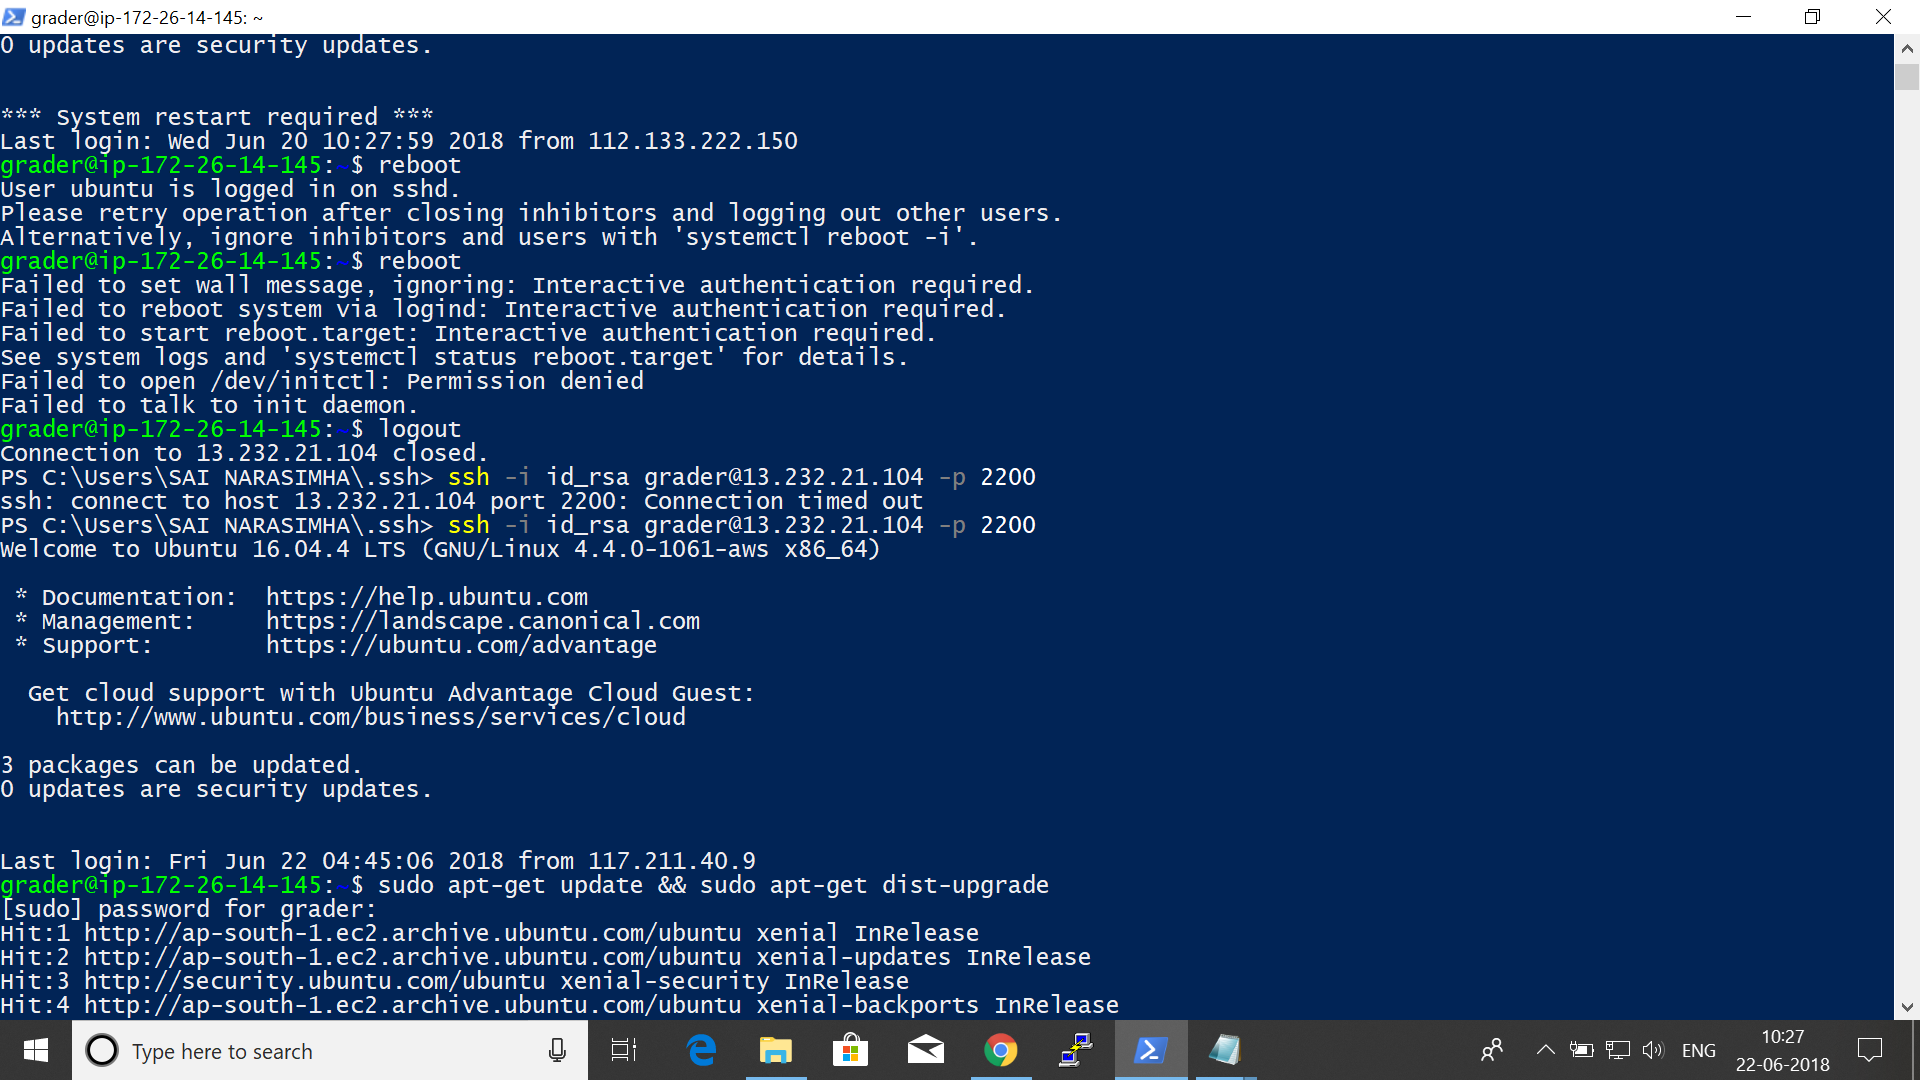 grader@ip-172-26-14-145: ~
0 updates are security updates.
*** System restart required ***
Last login: Wed Jun 20 10:27:59 2018 from 112.133.222.150
grader@ip-172-26-14-145:~$ reboot
User ubuntu is logged in on sshd.
Please retry operation after closing inhibitors and logging out other users.
Alternatively, ignore inhibitors and users with 'systemctl reboot -i'.
grader@ip-172-26-14-145:~$ reboot
Failed to set wall message, ignoring: Interactive authentication required.
Failed to reboot system via logind: Interactive authentication required.
Failed to start reboot.target: Interactive authentication required.
See system logs and 'systemctl status reboot.target' for details.
Failed to open /dev/initctl: Permission denied
Failed to talk to init daemon.
grader@ip-172-26-14-145:~$ logout
Connection to 13.232.21.104 closed.
PS C:\Users\SAI NARASIMHA\.ssh> ssh -i id_rsa grader@13.232.21.104 -p 2200
ssh: connect to host 13.232.21.104 port 2200: Connection timed out
PS C:\Users\SAI NARASIMHA\.ssh> ssh -i id_rsa grader@13.232.21.104 -p 2200
Welcome to Ubuntu 16.04.4 LTS (GNU/Linux 4.4.0-1061-aws x86_64)
* Documentation:  https://help.ubuntu.com
* Management:     https://landscape.canonical.com
* Support:        https://ubuntu.com/advantage
Get cloud support with Ubuntu Advantage Cloud Guest:
http://www.ubuntu.com/business/services/cloud
3 packages can be updated.
0 updates are security updates.
Last login: Fri Jun 22 04:45:06 2018 from 117.211.40.9
grader@ip-172-26-14-145:~$ sudo apt-get update && sudo apt-get dist-upgrade
[sudo] password for grader:
Hit:1 http://ap-south-1.ec2.archive.ubuntu.com/ubuntu xenial InRelease
Hit:2 http://ap-south-1.ec2.archive.ubuntu.com/ubuntu xenial-updates InRelease
Hit:3 http://security.ubuntu.com/ubuntu xenial-security InRelease
Hit:4 http://ap-south-1.ec2.archive.ubuntu.com/ubuntu xenial-backports InRelease
Type here to search
ENG
10:27
22-06-2018